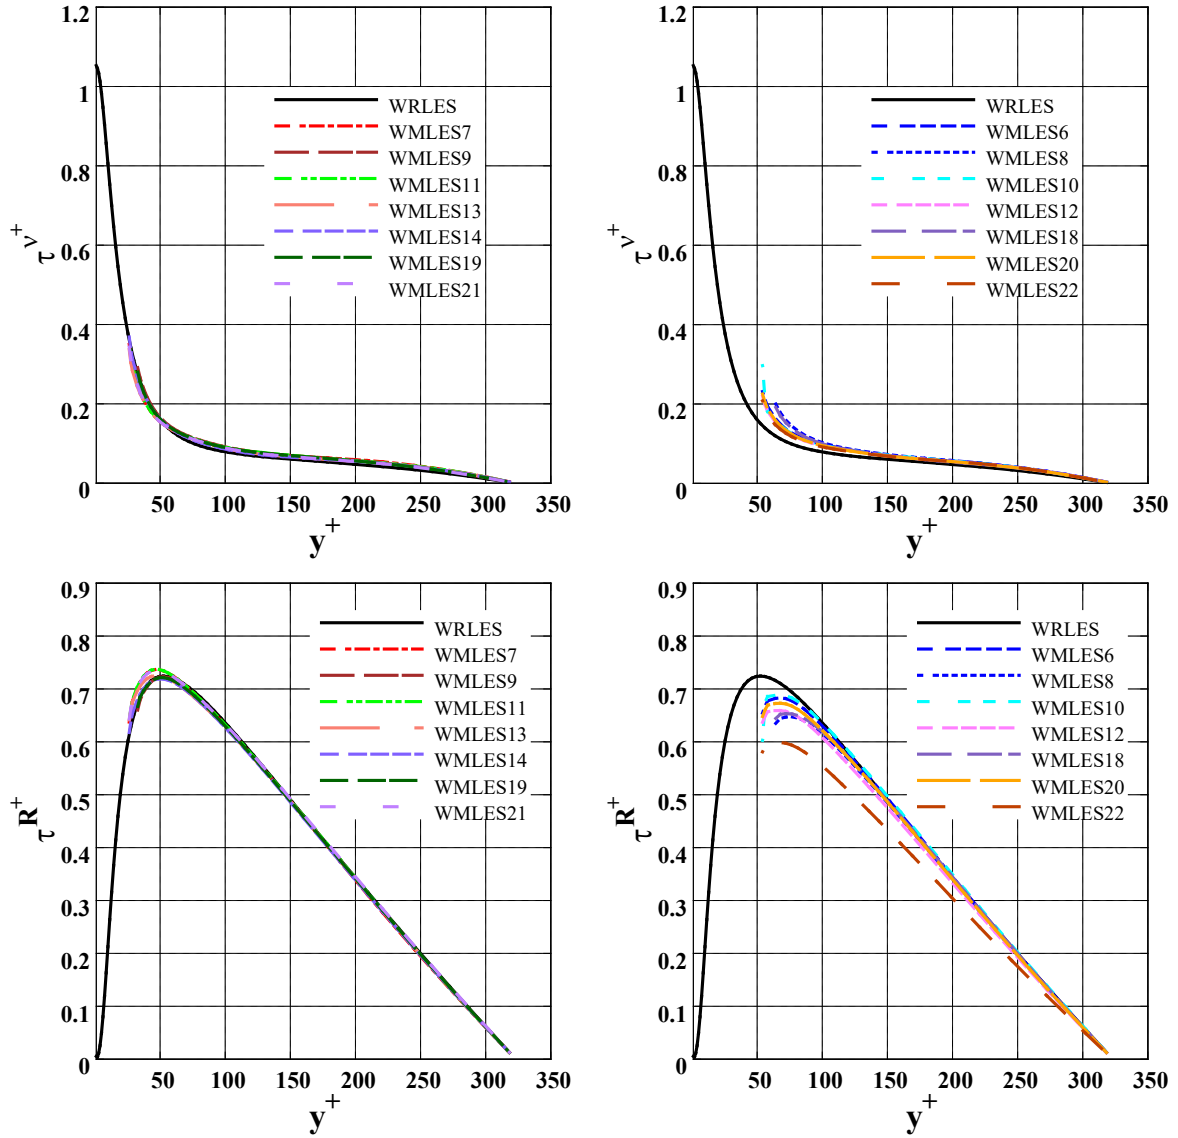 1.2
1
0.8
0.6
0.4
0.2
0
τν+
WRLES
WMLES7
WMLES9
WMLES11
WMLES13
WMLES14
WMLES19
WMLES21
50 100 150 200 250 300 350
y+
1.2
1
0.8
0.6
0.4
0.2
0
τν+
WRLES
WMLES6
WMLES8
WMLES10
WMLES12
WMLES18
WMLES20
WMLES22
50 100 150 200 250 300 350
y+
0.9
0.8
0.7
0.6
0.5
0.4
0.3
0.2
0.1
0
τR+
WRLES
WMLES7
WMLES9
WMLES11
WMLES13
WMLES14
WMLES19
WMLES21
50 100 150 200 250 300 350
y+
0.9
0.8
0.7
0.6
0.5
0.4
0.3
0.2
0.1
0
τR+
WRLES
WMLES6
WMLES8
WMLES10
WMLES12
WMLES18
WMLES20
WMLES22
50 100 150 200 250 300 350
y+